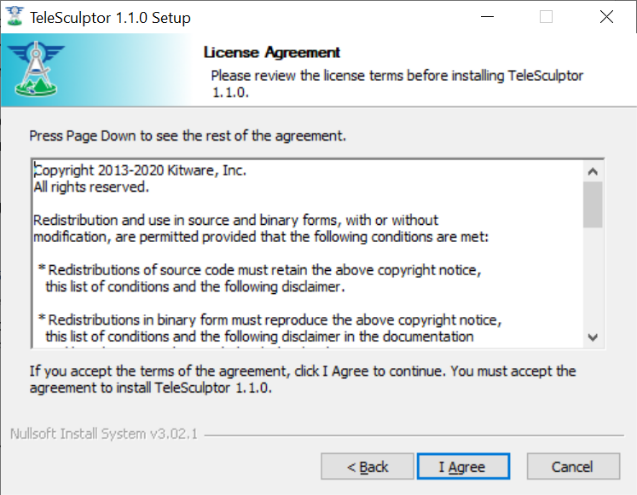 TeleSculptor 1.1.0 Setup
License Agreement
Please review the license terms before installing TeleSculptor
1.1.0.
Press Page Down to see the rest of the agreement.
Copyright 2013-2020 Kitware, Inc.
All rights reserved.
Redistribution and use in source and binary forms, with or without
modification, are permitted provided that the following conditions are met:
* Redistributions of source code must retain the above copyright notice,
this list of conditions and the following disclaimer.
* Redistributions in binary form must reproduce the above copyright notice,
this list of conditions and the following disclaimer in the documentation
If you accept the terms of the agreement, click I Agree to continue. You must accept the
agreement to install TeleSculptor 1.1.0.
Nullsoft Install System v3.02.1
< Back
I Agree
Cancel